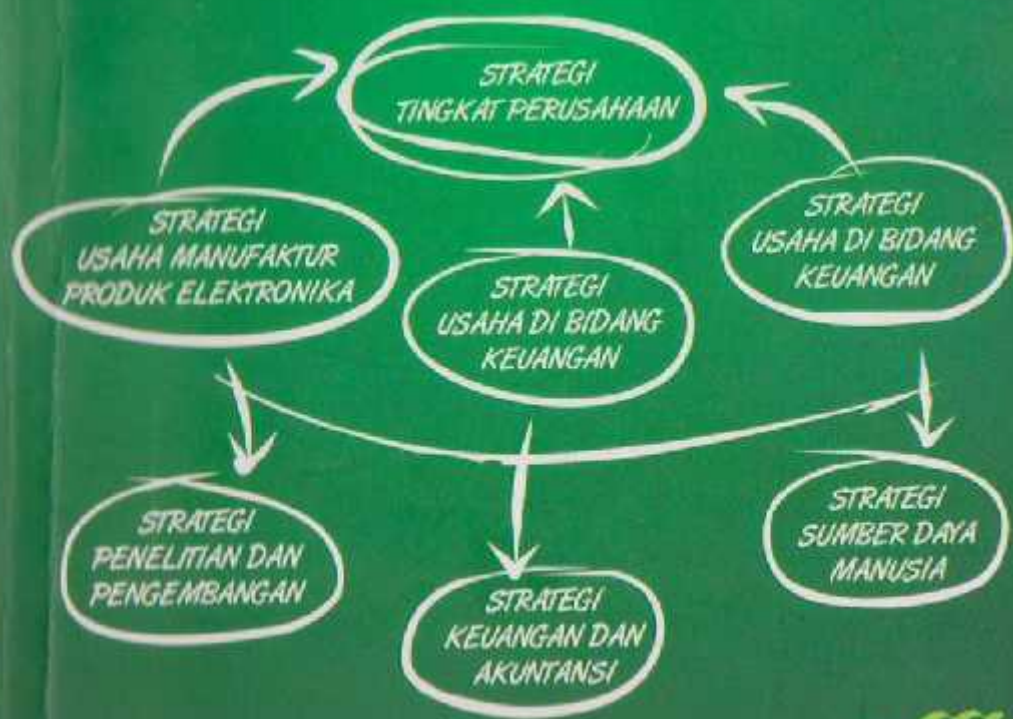 STRATEGI
TINGKAT PERUSAHAAN
STRATEGI
USAHA MANUFAKTUR
PRODUK ELEKTRONIKA
STRATEGI
USAHA DI BIDANG
KEUANGAN
STRATEGI
USAHA DI BIDANG
KEUANGAN
STRATEGI
PENELITIAN DAN
PENGEMBANGAN
STRATEGI
KEUANGAN DAN
AKUNTANSI
STRATEGI
SUMBER DAYA
MANUSIA